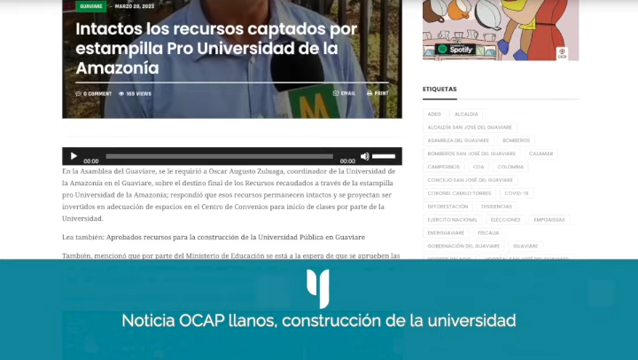 GUAVIARE
MARZO 29, 2023
Intactos los recursos captados por
estampilla Pro Universidad de la
Amazonía
0 COMMENT
169 VIEWS
EMAIL
PRINT
Spotify
00:00
00:00
En la Asamblea del Guaviare, se le requirió a Oscar Augusto Zuluaga, coordinador de la Universidad de
la Amazonia en el Guaviare, sobre el destino final de los Recursos recaudados a través de la estampilla
pro Universidad de la Amazonia; respondió que esos recursos permanecen intactos y se proyectan ser
invertidos en adecuación de espacios en el Centro de Convenios para inicio de clases por parte de la
Universidad.
Lea también: Aprobados recursos para la construcción de la Universidad Pública en Guaviare
También, mencionó que por parte del Ministerio de Educación se está a la espera de que se aprueben las
ETIQUETAS
ALCALDIA
ALCALDÍA SAN JOSÉ DEL GUAVIARE
ASAMBLEA DEL GUAVIARE
BOMBEROS
BOMBEROS SAN JOSÉ DEL GUAVIARE
CALAMAR
CAMPESINOS
CDA
COLOMBIA
CONCEJO SAN JOSÉ DEL GUAVIARE
CORONEL CAMILO TORRES
COVID-19
DEFORESTACIÓN
DISIDENCIAS
EJERCITO NACIONAL
ELECCIONES
EMPOAGUAS
ENERGUAVIARE
FISCALIA
GOBERNACIÓN DEL GUAVIARE
GUAVIARE
Noticia OCAP llanos, construcción de la universidad